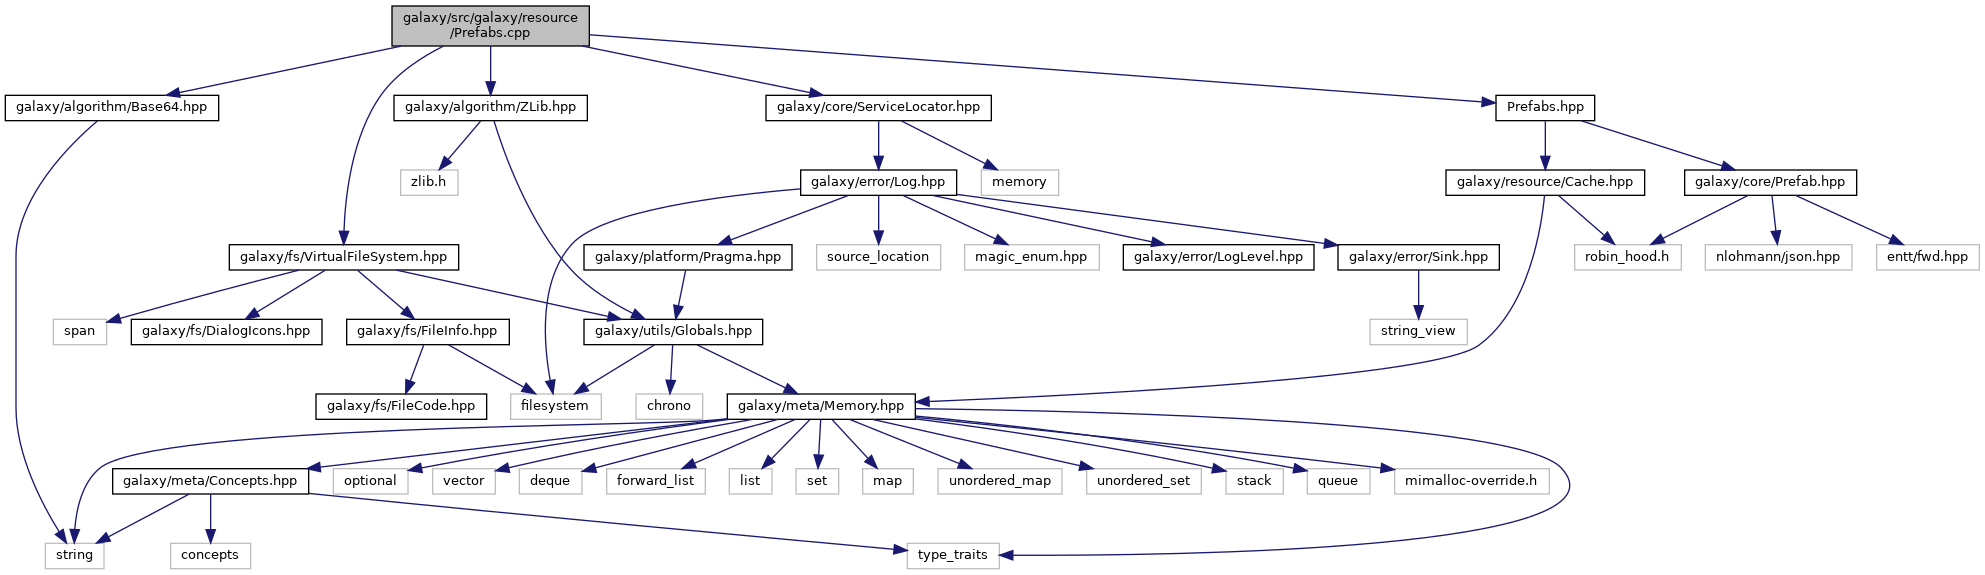 galaxy/src/galaxy/resource
/Prefabs.cpp
galaxy/algorithm/Base64.hpp
galaxy/algorithm/ZLib.hpp
galaxy/core/ServiceLocator.hpp
Prefabs.hpp
zlib.h
galaxy/error/Log.hpp
memory
galaxy/resource/Cache.hpp
galaxy/core/Prefab.hpp
galaxy/fs/VirtualFileSystem.hpp
galaxy/platform/Pragma.hpp
source_location
magic_enum.hpp
galaxy/error/LogLevel.hpp
galaxy/error/Sink.hpp
robin_hood.h
nlohmann/json.hpp
entt/fwd.hpp
span
galaxy/fs/DialogIcons.hpp
galaxy/fs/FileInfo.hpp
galaxy/utils/Globals.hpp
string_view
galaxy/fs/FileCode.hpp
filesystem
chrono
galaxy/meta/Memory.hpp
galaxy/meta/Concepts.hpp
optional
vector
deque
forward_list
list
set
map
unordered_map
unordered_set
stack
queue
mimalloc-override.h
string
concepts
type_traits